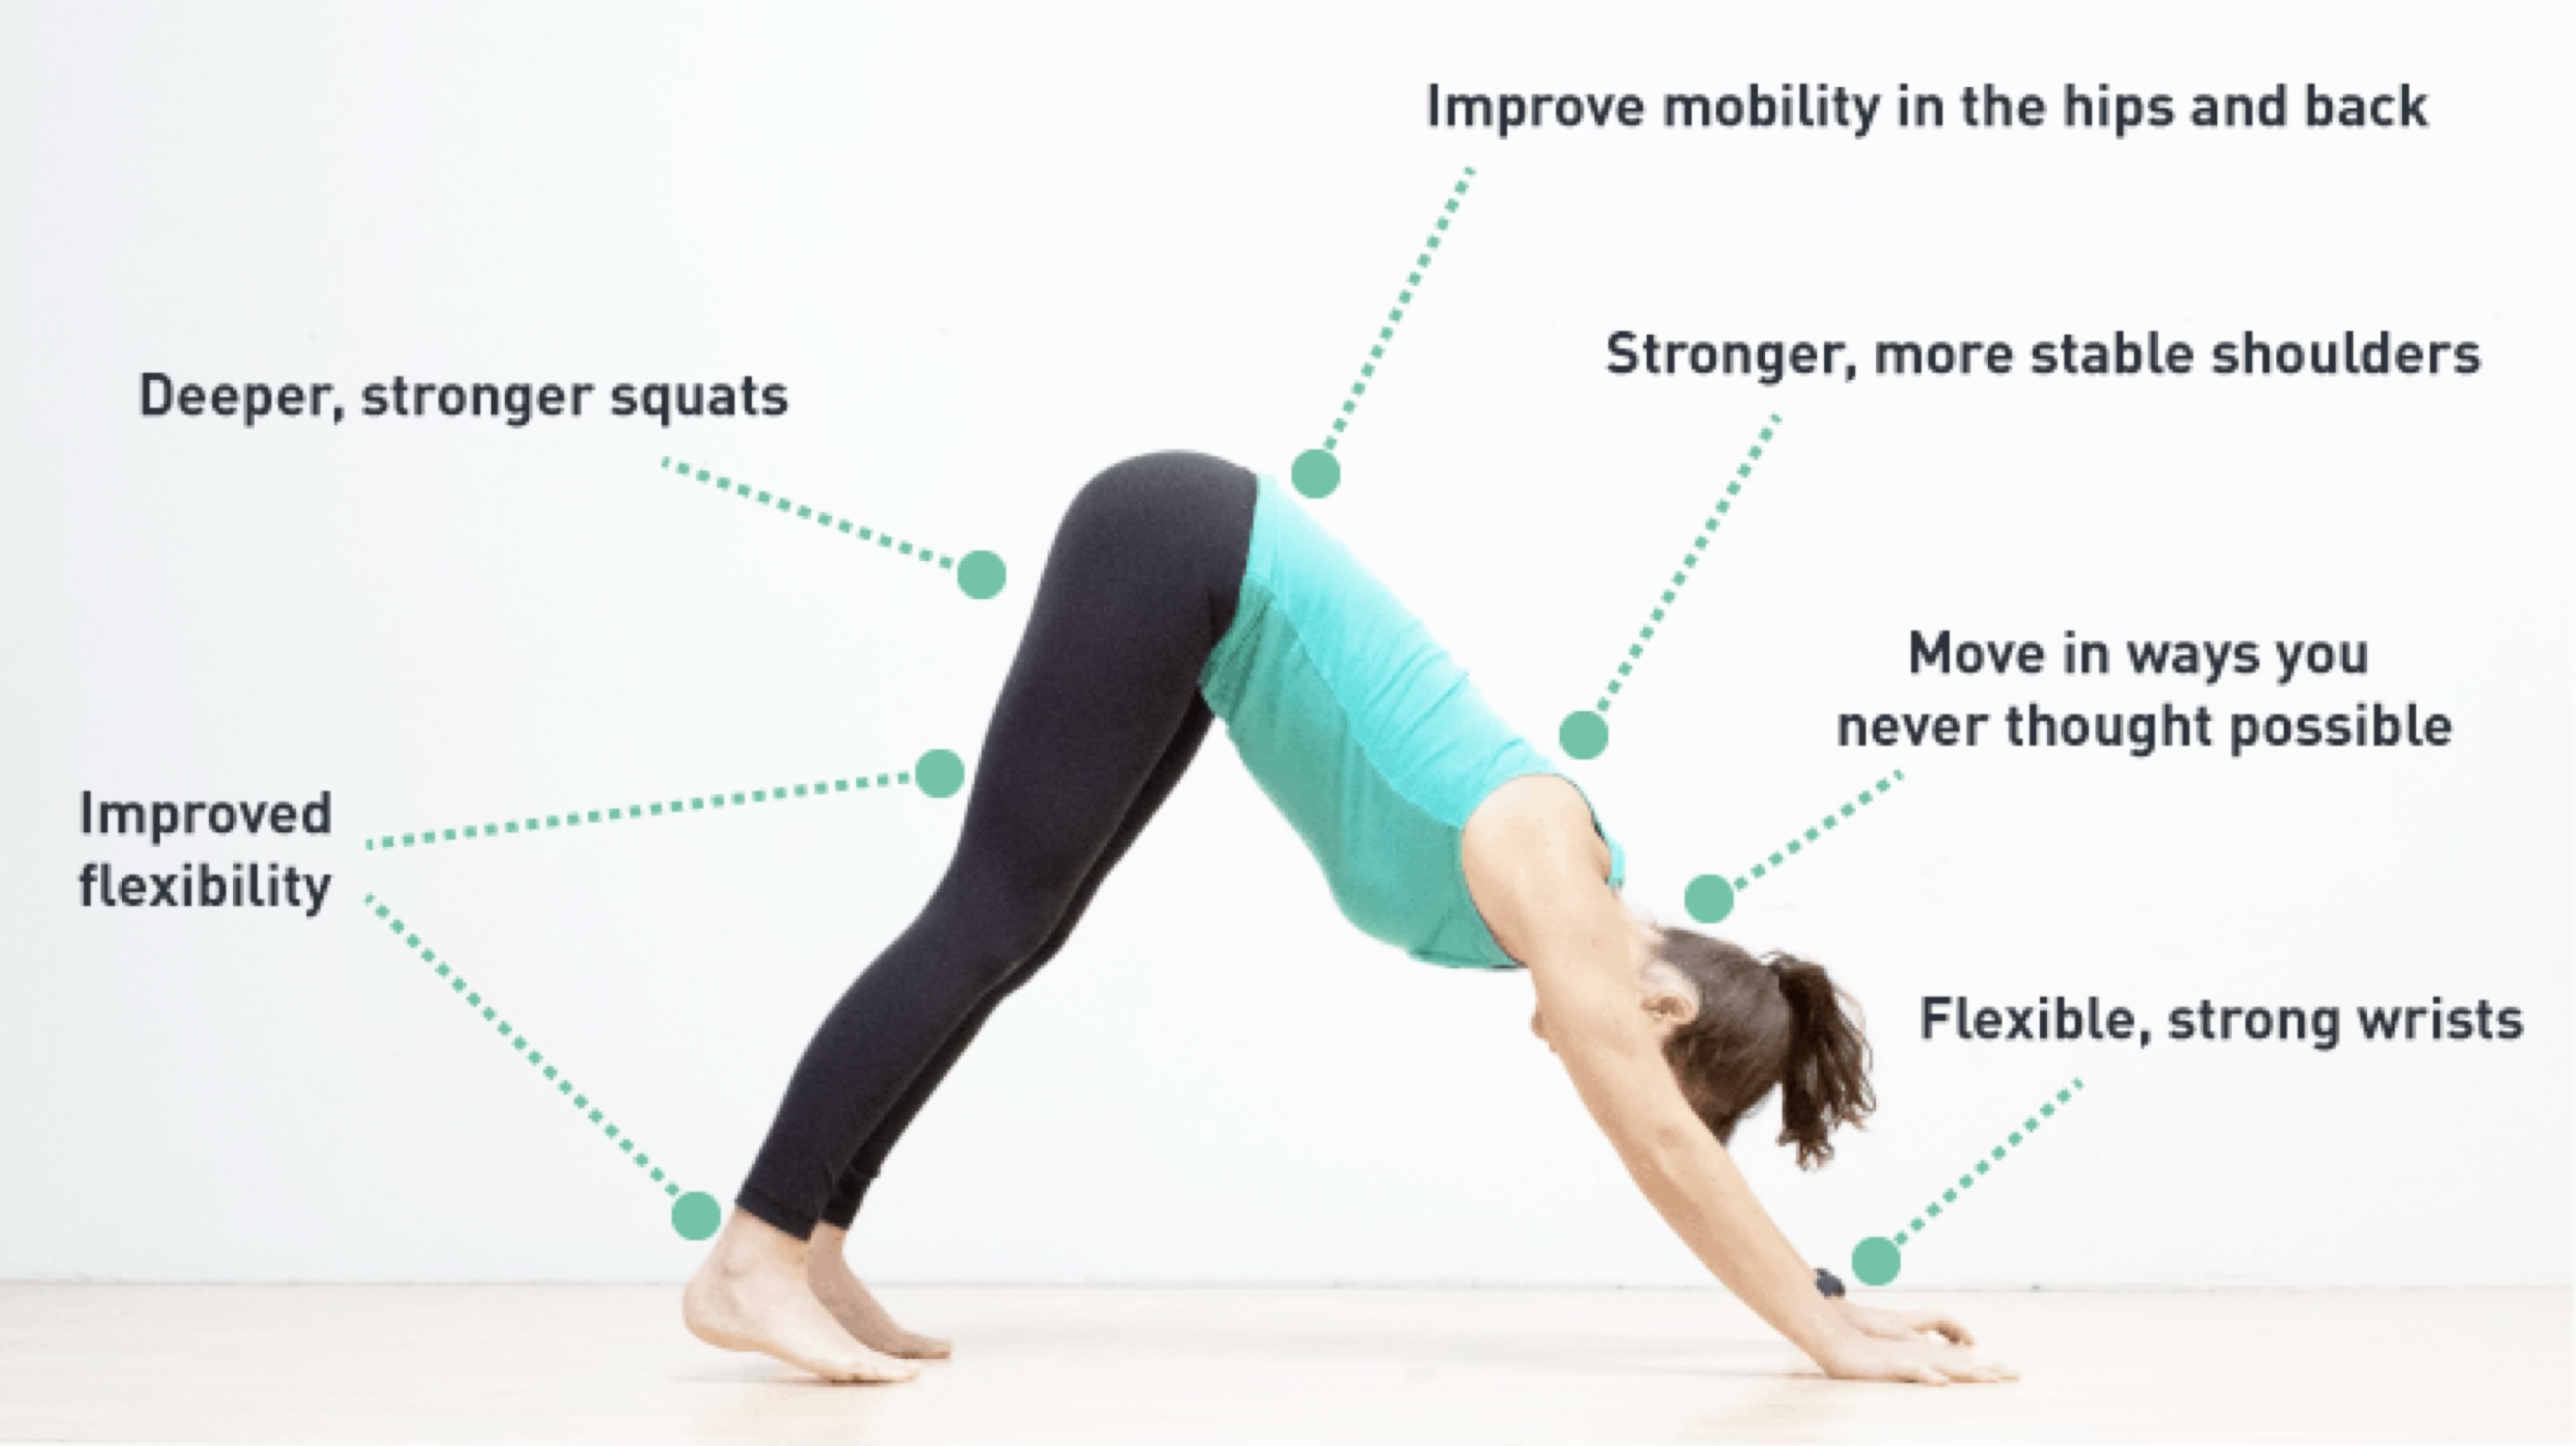 Improve mobility in the hips and back
Stronger, more stable shoulders
Deeper, stronger squats
Move in ways you
never thought possible
Improved
flexibility
Flexible, strong wrists